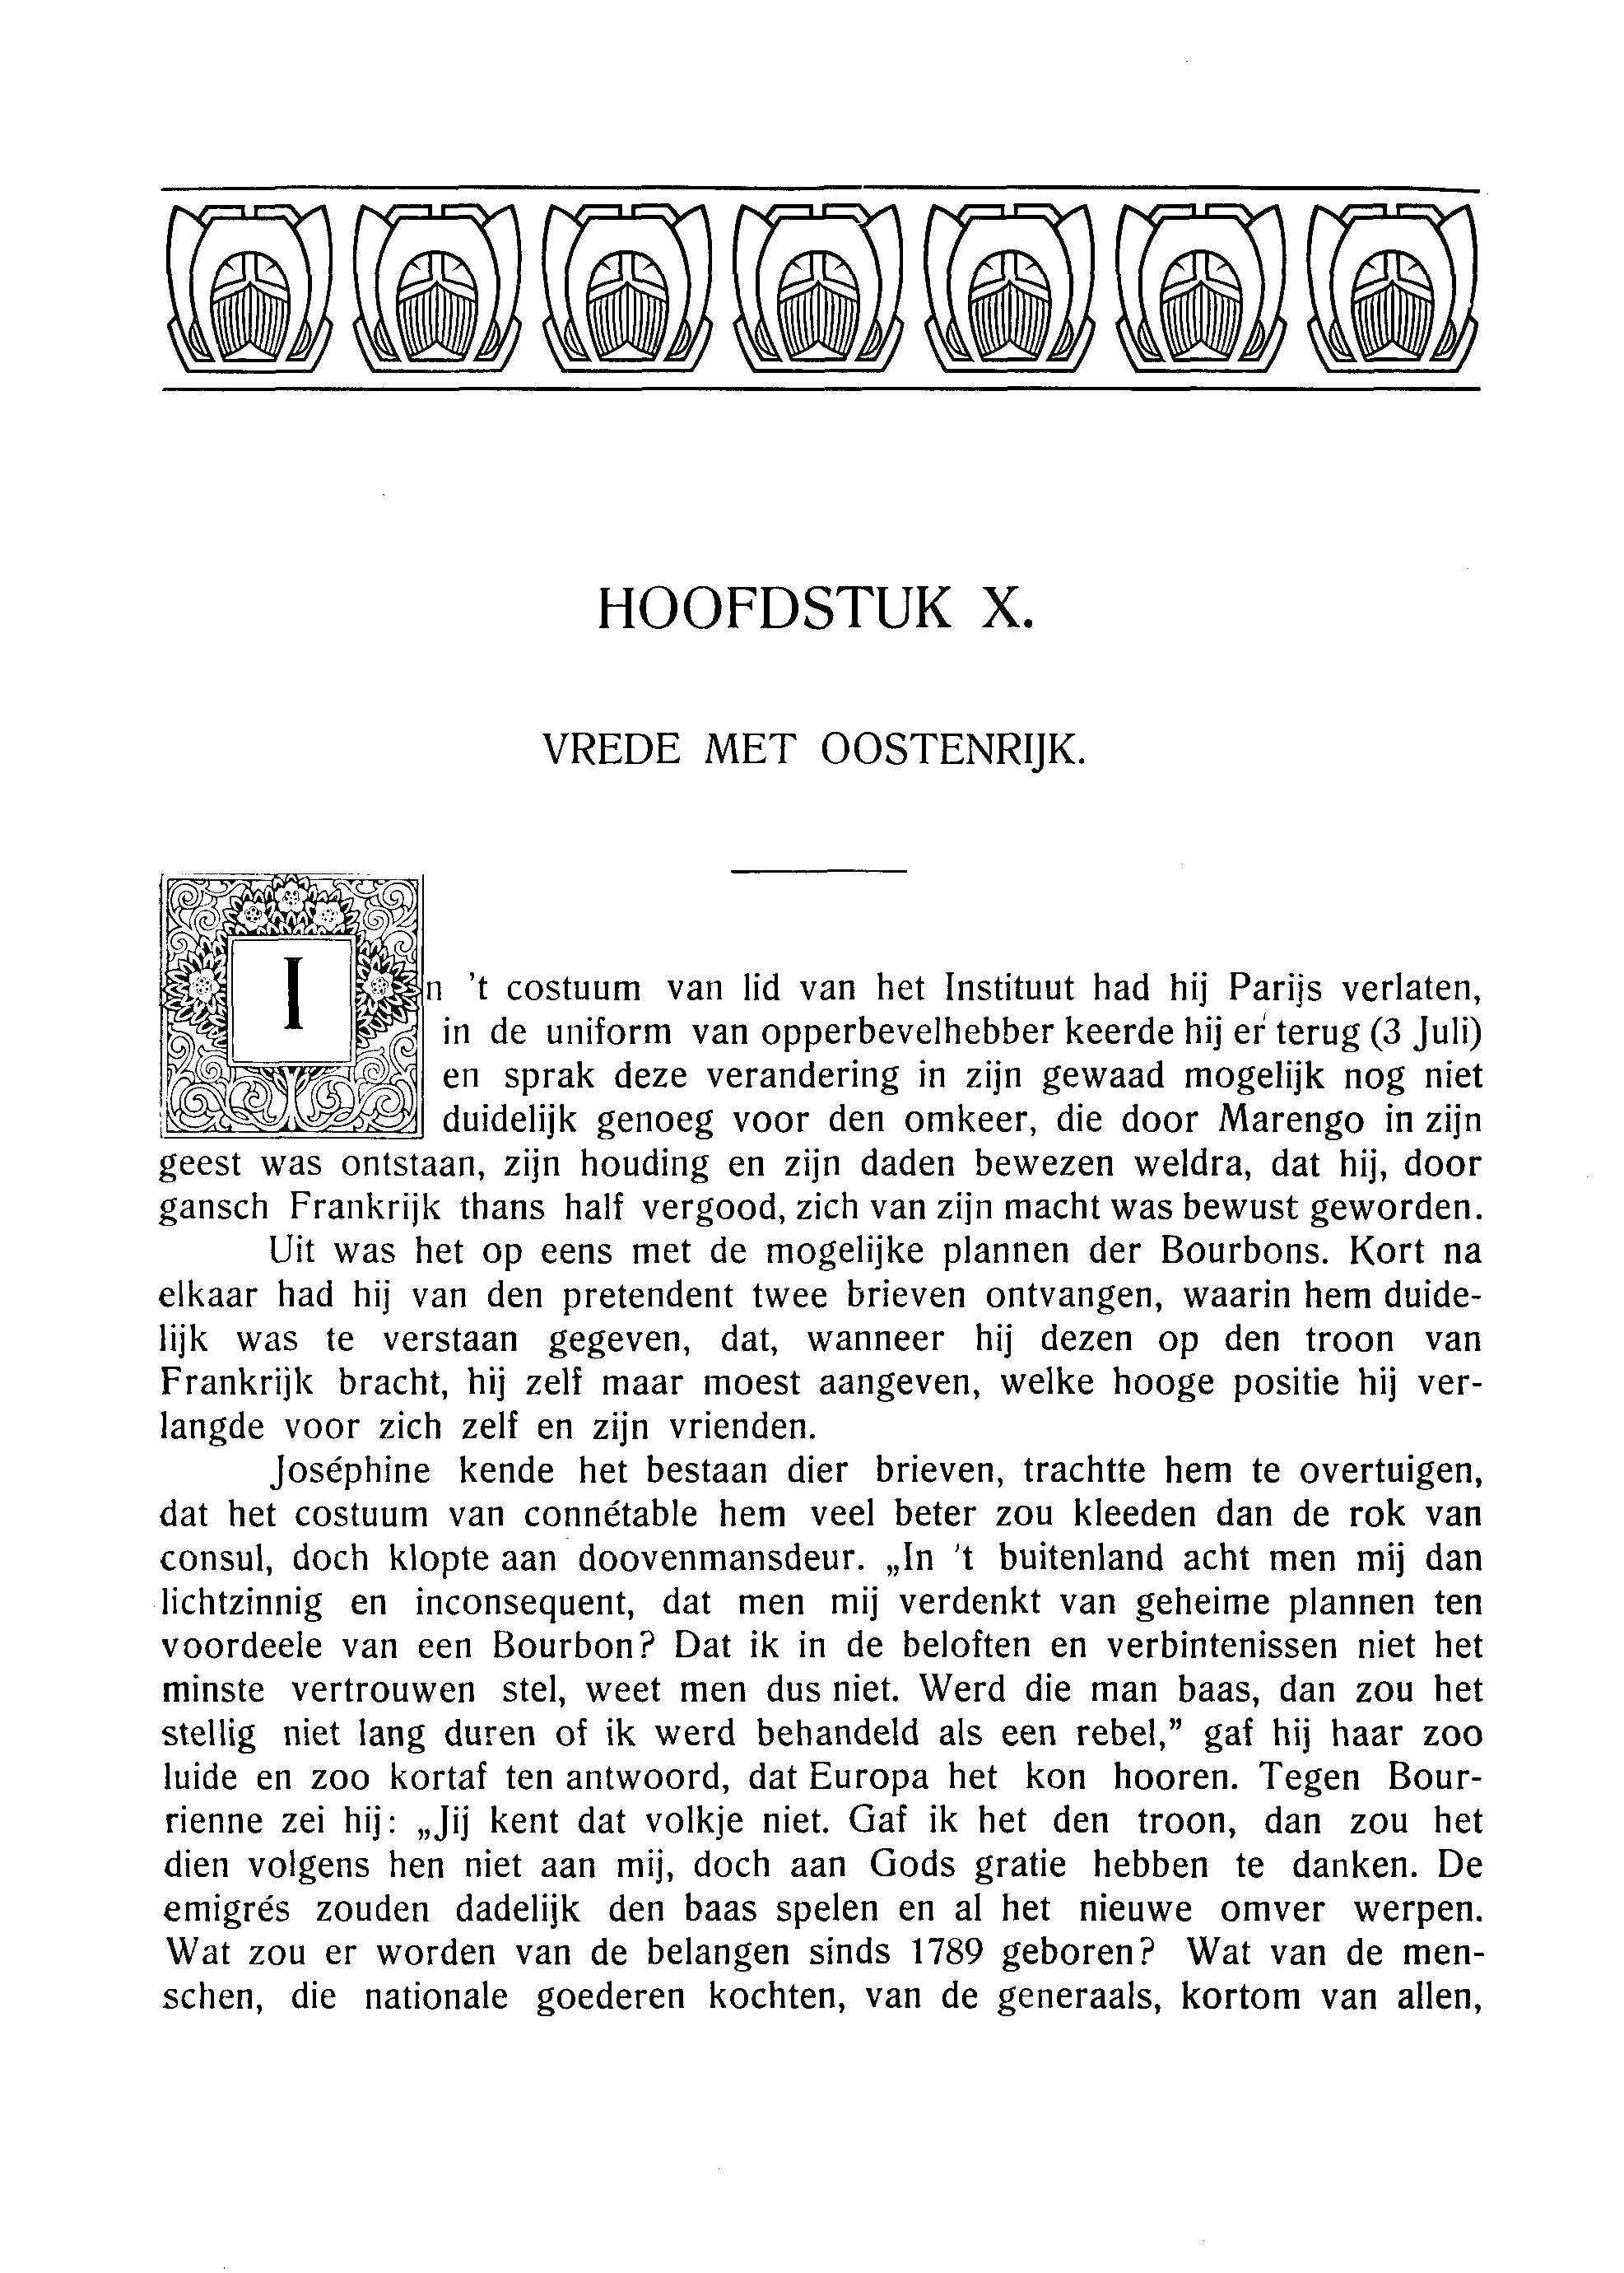 HOOFDSTUK X.
VREDE MET OOSTENRIJK.
In 't costuum van lid van het Instituut had hij Parijs verlaten,
in de uniform van opperbevelhebber keerde hij er terug (3 Juli)
en sprak deze verandering in zijn gewaad mogelijk nog niet
duidelijk genoeg voor den omkeer, die door Marengo in zijn
geest was ontstaan, zijn houding en zijn daden bewezen weldra, dat hij, door
gansch Frankrijk thans half vergood, zich van zijn macht was bewust geworden.
Uit was het op eens met de mogelijke plannen der Bourbons. Kort na
elkaar had hij van den pretendent twee brieven ontvangen, waarin hem duide-
lijk was te verstaan gegeven, dat, wanneer hij dezen op den troon van
Frankrijk bracht, hij zelf maar moest aangeven, welke hooge positie hij ver-
langde voor zich zelf en zijn vrienden.
Joséphine kende het bestaan dier brieven, trachtte hem te overtuigen,
dat het costuum van connétable hem veel beter zou kleeden dan de rok van
consul, doch klopte aan doovenmansdeur. „In 't buitenland acht men mij dan
lichtzinnig en inconsequent, dat men mij verdenkt van geheime plannen ten
voordeele van een Bourbon? Dat ik in de beloften en verbintenissen niet het
minste vertrouwen stel, weet men dus niet. Werd die man baas, dan zou het
stellig niet lang duren of ik werd behandeld als een rebel,” gaf hij haar zoo
luide en zoo kortaf ten antwoord, dat Europa het kon hooren. Tegen Bour-
rienne zei hij: „Jij kent dat volkje niet. Gaf ik het den troon, dan zou het
dien volgens hen niet aan mij, doch aan Gods gratie hebben te danken. De
emigrés zouden dadelijk den baas spelen en al het nieuwe omver werpen.
Wat zou er worden van de belangen sinds 1789 geboren? Wat van de men-
schen, die nationale goederen kochten, van de generaals, kortom van allen,